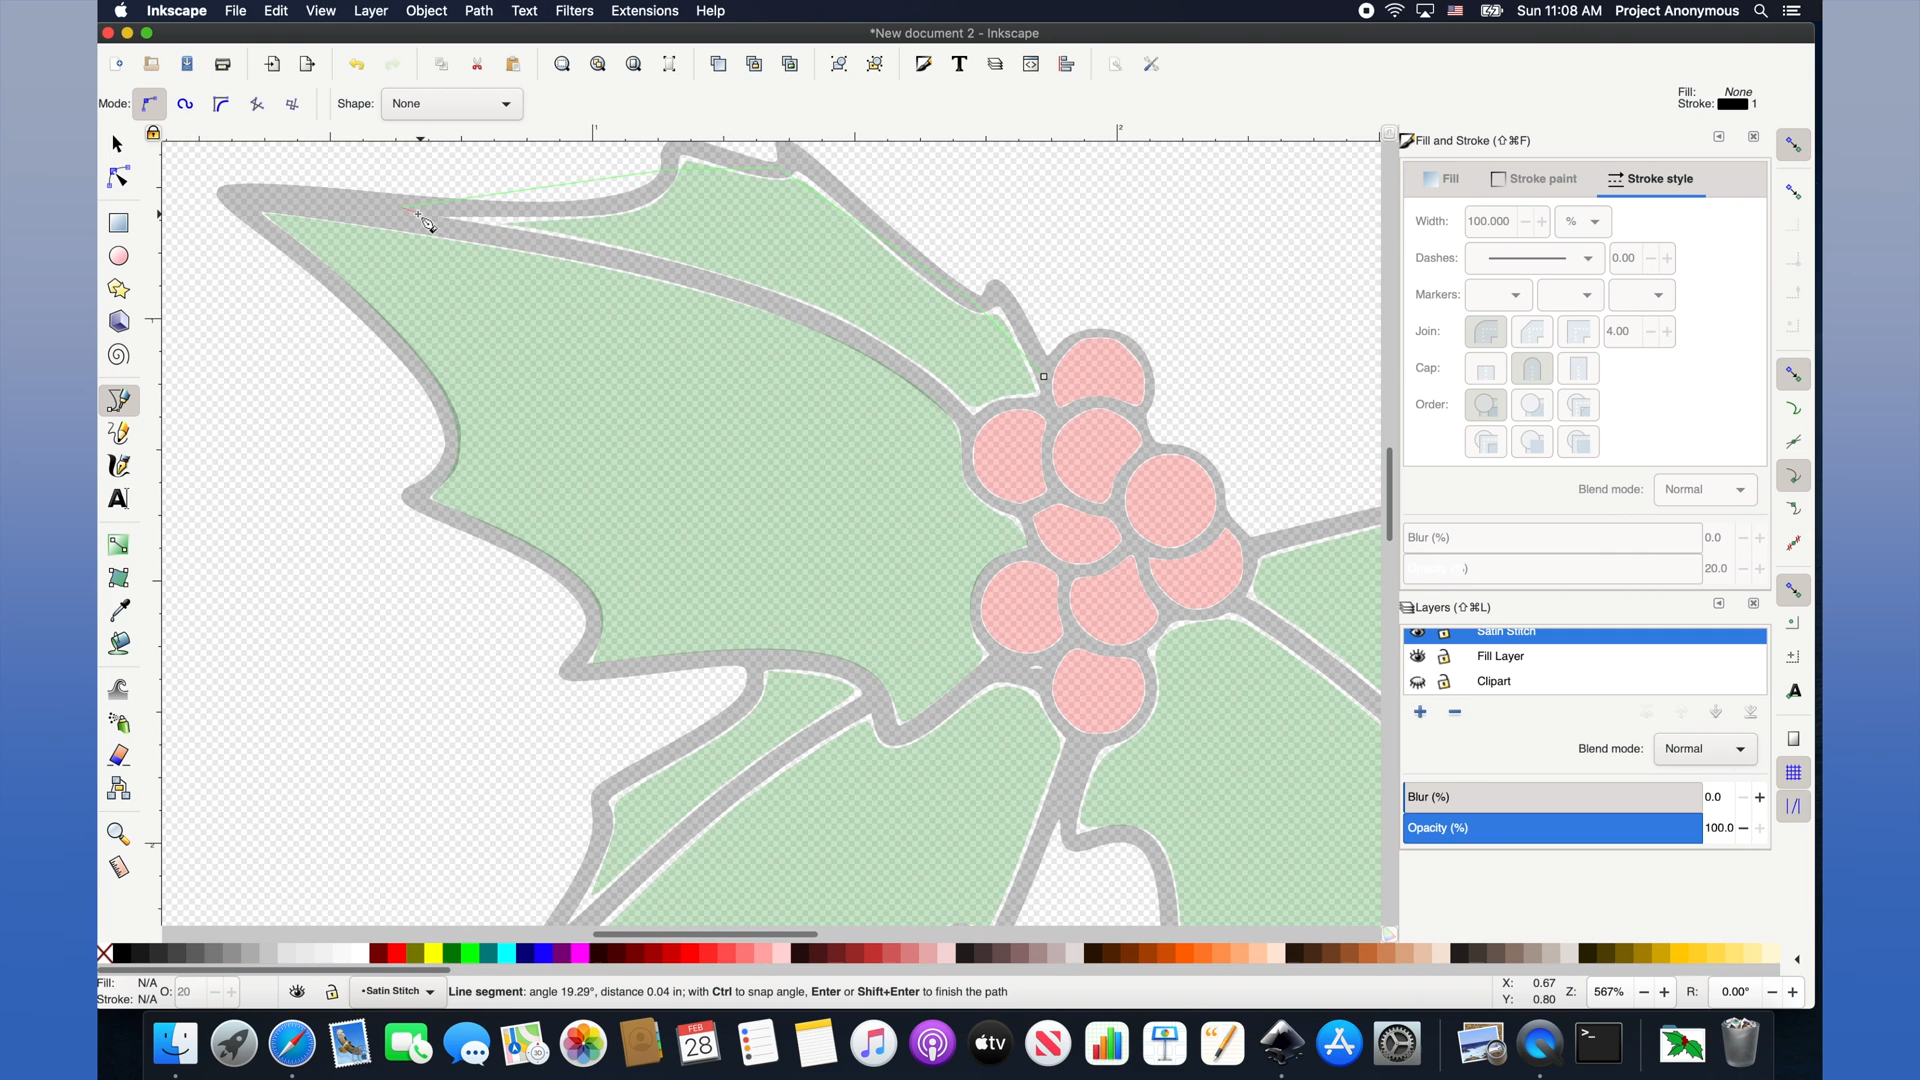 Inkscape File Edit View Layer Object Path Text Filters Extensions Help Sun 11:08 AM Project Anonymous
*New document 2 - Inkscape
Mode: Shape: None
Fill: None
Stroke: 1
Fill and Stroke (⇧⌘F)
Fill Stroke paint Stroke style
Width: 100.000 %
Dashes: 0.00
Markers:
Join: 4.00
Cap:
Order:
Blend mode: Normal
Blur (%) 0.0
20.0
Layers (⇧⌘L)
Satin Stitch
Fill Layer
Clipart
Blend mode: Normal
Blur (%) 0.0
Opacity (%) 100.0
Fill: N/A
Stroke: N/A O: 20 •Satin Stitch Line segment: angle 19.29°, distance 0.04 in; with Ctrl to snap angle, Enter or Shift+Enter to finish the path
X: 0.67
Y: 0.80
Z: 567% R: 0.00°
FEB
28
tv